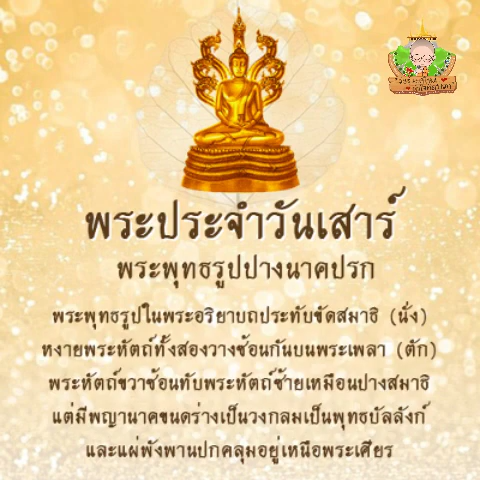 พระประจำวันเสาร์
พระพุทธรูปปางนาคปรก
พระพุทธรูปในพระอริยาบถประทับขัดสมาธิ (นั่ง)
หงายพระหัตถ์ทั้งสองวางซ้อนกันบนพระเพลา (ตัก)
พระหัตถ์ขวาซ้อนทับพระหัตถ์ซ้ายเหมือนปางสมาธิ
แต่มีพญานาคขนดร่างเป็นวงกลมเป็นพุทธบัลลังก์
และแผ่พังพานปกคลุมอยู่เหนือพระเศียร